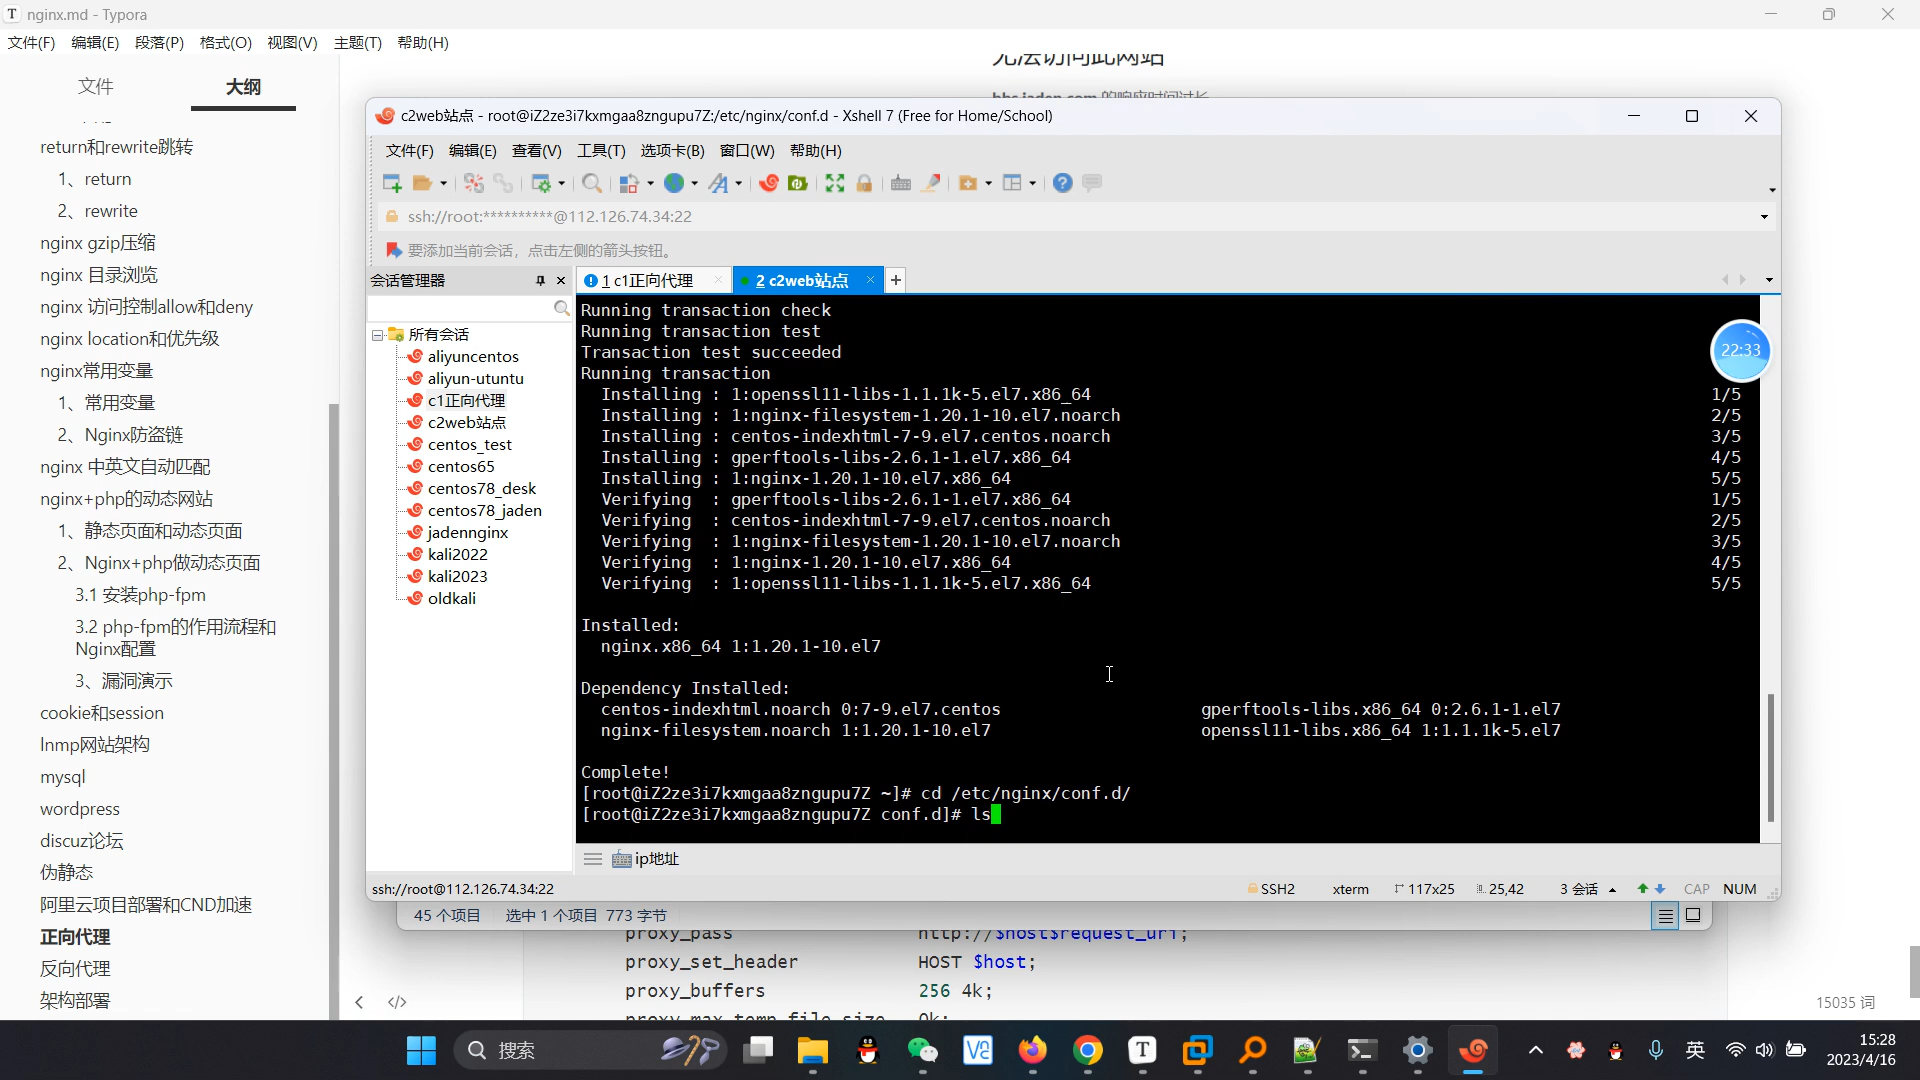 nginx.md - Typora
文件(F) 编辑(E) 段落(P) 格式(O) 视图(V) 主题(T) 帮助(H)
文件 大纲
return和rewrite跳转
1、return
2、rewrite
nginx gzip压缩
nginx 目录浏览
nginx 访问控制allow和deny
nginx location和优先级
nginx常用变量
1、常用变量
2、Nginx防盗链
nginx 中英文自动匹配
nginx+php的动态网站
1、静态页面和动态页面
2、Nginx+php做动态页面
3.1 安装php-fpm
3.2 php-fpm的作用流程和
Nginx配置
3、漏洞演示
cookie和session
lnmp网站架构
mysql
wordpress
discuz论坛
伪静态
阿里云项目部署和CND加速
正向代理
反向代理
架构部署
无法访问此网站
c2web站点 - root@iZ2ze3i7kxmgaa8zngupu7Z:/etc/nginx/conf.d - Xshell 7 (Free for Home/School)
文件(F) 编辑(E) 查看(V) 工具(T) 选项卡(B) 窗口(W) 帮助(H)
ssh://root:**********@112.126.74.34:22
要添加当前会话，点击左侧的箭头按钮。
会话管理器
1 c1正向代理 2 c2web站点 +
所有会话
aliyuncentos
aliyun-ututu
c1正向代理
c2web站点
centos_test
centos65
centos78_desk
centos78_jaden
jadennginx
kali2022
kali2023
oldkali
Running transaction check
Running transaction test
Transaction test succeeded
Running transaction
Installing : 1:openssl11-libs-1.1.1k-5.el7.x86_64 1/5
Installing : 1:nginx-filesystem-1.20.1-10.el7.noarch 2/5
Installing : centos-indexhtml-7-9.el7.centos.noarch 3/5
Installing : gperftools-libs-2.6.1-1.el7.x86_64 4/5
Installing : 1:nginx-1.20.1-10.el7.x86_64 5/5
Verifying : gperftools-libs-2.6.1-1.el7.x86_64 1/5
Verifying : centos-indexhtml-7-9.el7.centos.noarch 2/5
Verifying : 1:nginx-filesystem-1.20.1-10.el7.noarch 3/5
Verifying : 1:nginx-1.20.1-10.el7.x86_64 4/5
Verifying : 1:openssl11-libs-1.1.1k-5.el7.x86_64 5/5
22:33
Installed:
nginx.x86_64 1:1.20.1-10.el7
Dependency Installed:
centos-indexhtml.noarch 0:7-9.el7.centos gperftools-libs.x86_64 0:2.6.1-1.el7
nginx-filesystem.noarch 1:1.20.1-10.el7 openssl11-libs.x86_64 1:1.1.1k-5.el7
Complete!
[root@iZ2ze3i7kxmgaa8zngupu7Z ~]# cd /etc/nginx/conf.d/
[root@iZ2ze3i7kxmgaa8zngupu7Z conf.d]# ls
ip地址
ssh://root@112.126.74.34:22 SSH2 xterm 117x25 25,42 3 会话 CAP NUM
45 个项目 选中 1 个项目 773 字节
proxy_pass http://$host$request_uri;
proxy_set_header HOST $host;
proxy_buffers 256 4k;
proxy_max_temp_file_size 0k;
15035 词
搜索
英
15:28
2023/4/16